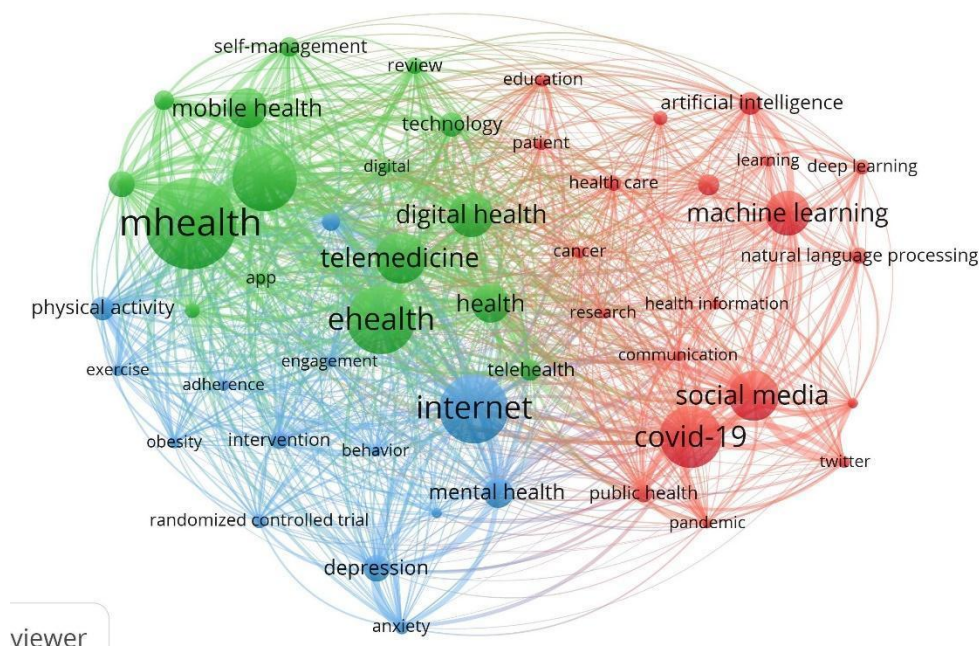 self-management
review
education
mobile health
artificial intelligence
technology
patient
digital
learning
deep learning
health care
mhealth
digital health
machine learning
telemedicine
cancer
natural language processing
app
physical activity
ehealth
health
research
health information
engagement
communication
exercise
adherence
telehealth
internet
social media
covid-19
obesity
intervention
behavior
twitter
mental health
public health
randomized controlled trial
pandemic
depression
anxiety
viewer